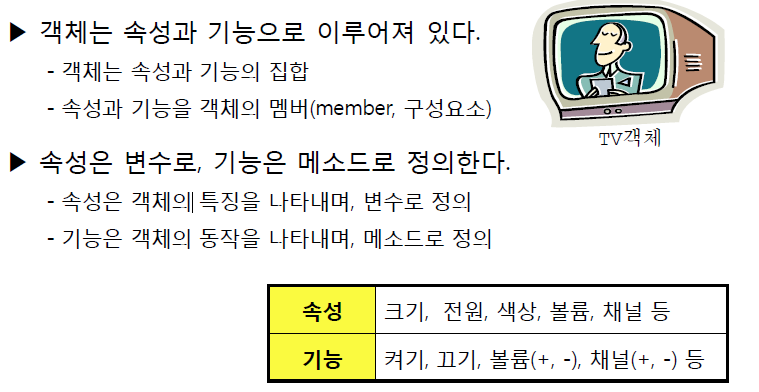 ▶ 객체는 속성과 기능으로 이루어져 있다.
- 객체는 속성과 기능의 집합
- 속성과 기능을 객체의 멤버(member, 구성요소)
TV객체
▶ 속성은 변수로, 기능은 메소드로 정의한다.
- 속성은 객체의 특징을 나타내며, 변수로 정의
- 기능은 객체의 동작을 나타내며, 메소드로 정의
속성 크기, 전원, 색상, 볼륨, 채널 등
기능 켜기, 끄기, 볼륨(+, -), 채널(+, -) 등